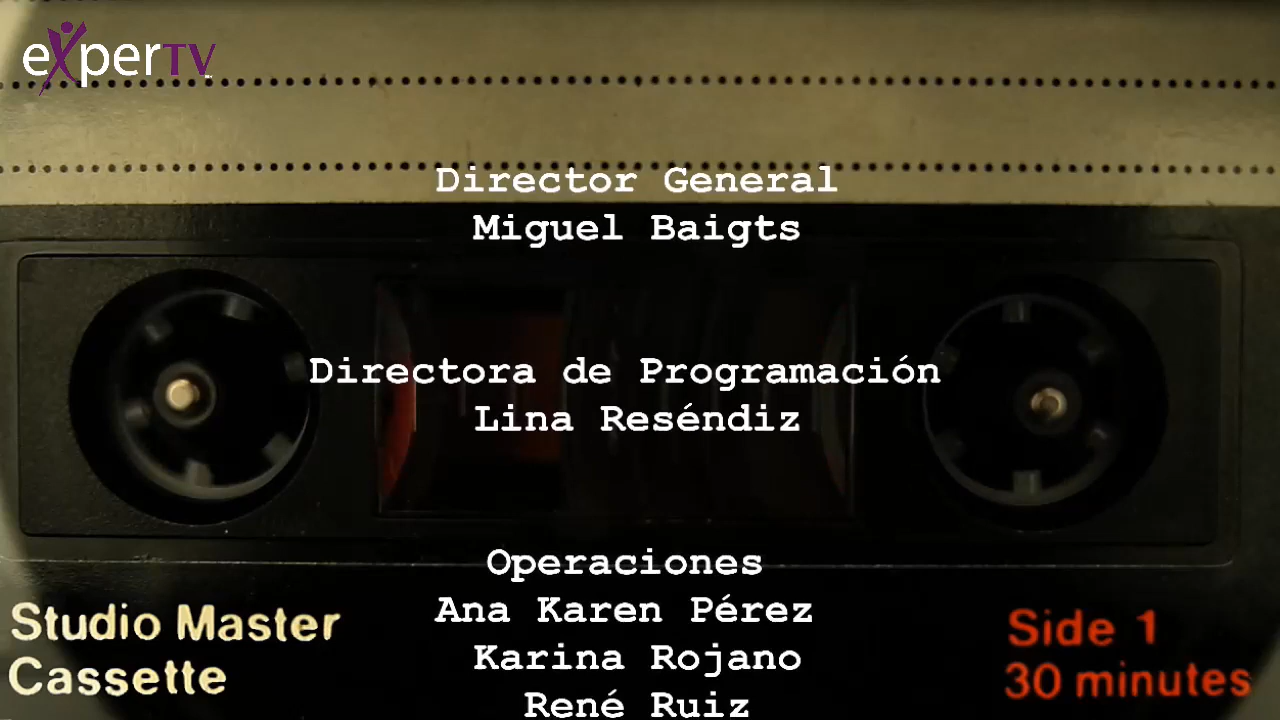 eXperTV
Director General
Miguel Baigts
Directora de Programación
Lina Reséndiz
Operaciones
Ana Karen Pérez
Karina Rojano
René Ruiz
Studio Master
Cassette
Side 1
30 minutes